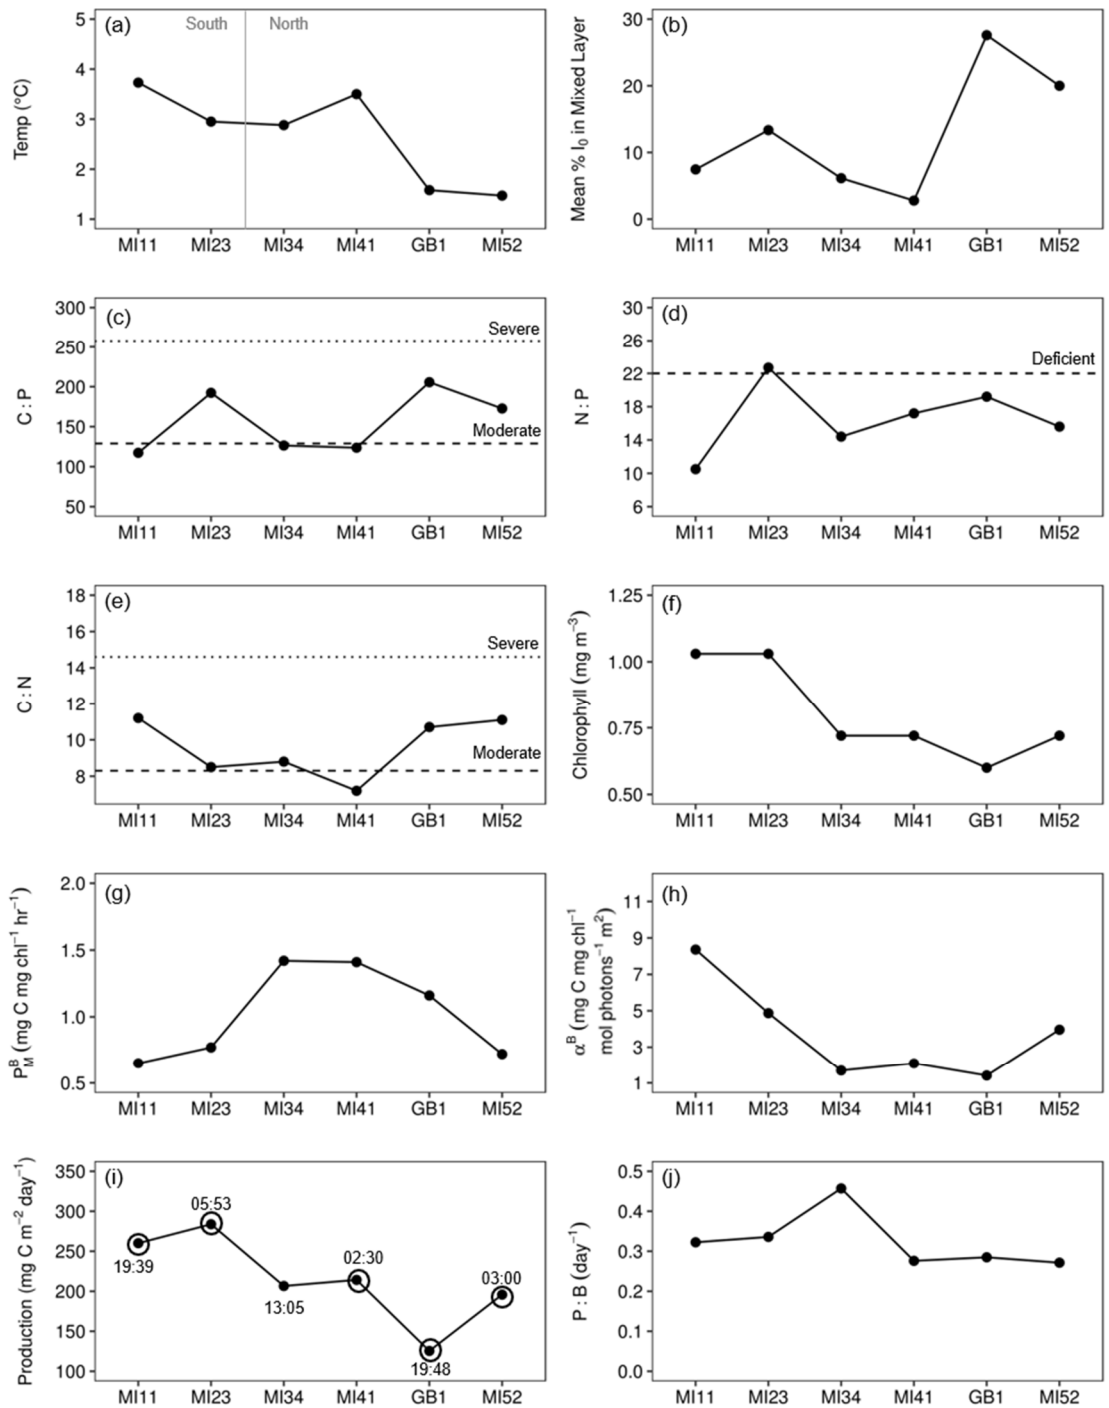 (a) South North
Temp (°C)
5
4
3
2
1
MI11 MI23 MI34 MI41 GB1 MI52
(b)
Mean % I₀ in Mixed Layer
30
20
10
0
MI11 MI23 MI34 MI41 GB1 MI52
(c)
C : P
300
250
200
150
100
50
Severe
Moderate
MI11 MI23 MI34 MI41 GB1 MI52
(d)
N : P
30
26
22
18
14
10
6
Deficient
MI11 MI23 MI34 MI41 GB1 MI52
(e)
C : N
18
16
14
12
10
8
Severe
Moderate
MI11 MI23 MI34 MI41 GB1 MI52
(f)
Chlorophyll (mg m⁻³)
1.25
1.00
0.75
0.50
MI11 MI23 MI34 MI41 GB1 MI52
(g)
Pᴮ_M (mg C mg chl⁻¹ hr⁻¹)
2.0
1.5
1.0
0.5
MI11 MI23 MI34 MI41 GB1 MI52
(h)
αᴮ (mg C mg chl⁻¹
mol photons⁻¹ m²)
11
9
7
5
3
1
MI11 MI23 MI34 MI41 GB1 MI52
(i)
Production (mg C m⁻² day⁻¹)
350
300
250
200
150
100
19:39
05:53
13:05
02:30
19:48
03:00
MI11 MI23 MI34 MI41 GB1 MI52
(j)
P : B (day⁻¹)
0.5
0.4
0.3
0.2
0.1
0.0
MI11 MI23 MI34 MI41 GB1 MI52